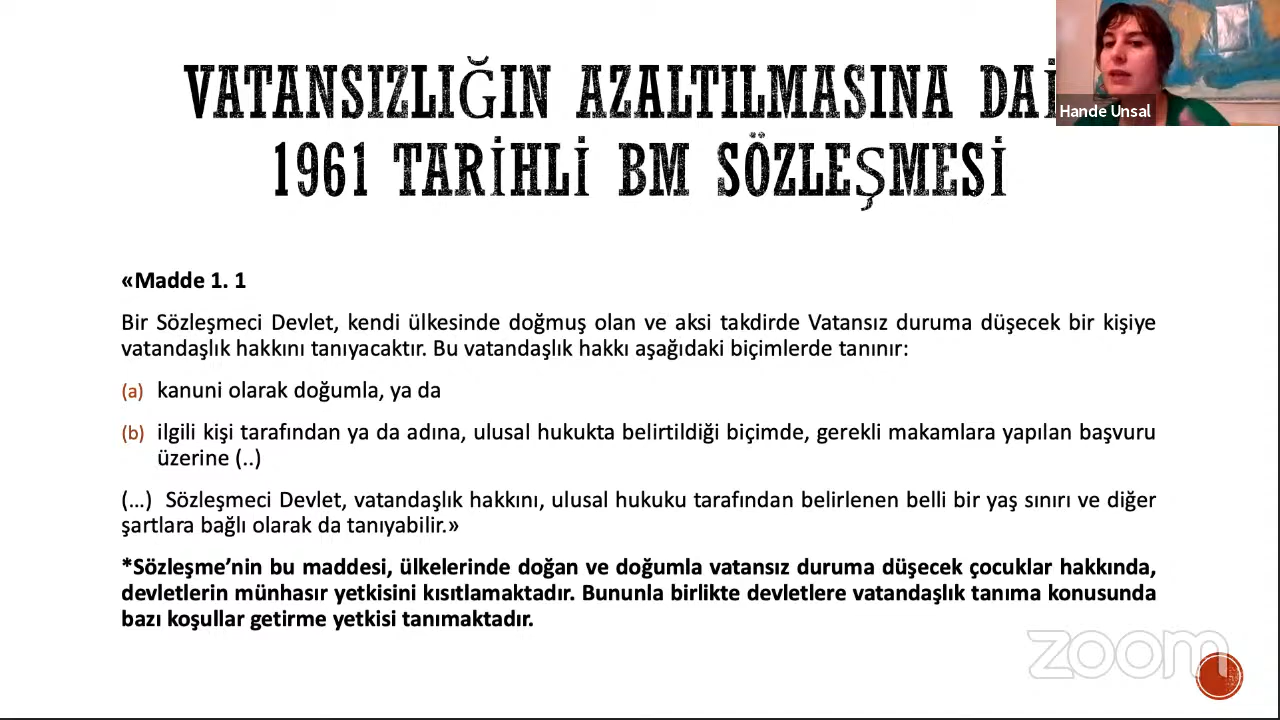 VATANSIZLIĞIN AZALTILMASINA
1961 TARİHLİ BM SÖZLEŞMESİ
Hande Unsal
«Madde 1. 1
Bir Sözleşmeci Devlet, kendi ülkesinde doğmuş olan ve aksi takdirde Vatansız duruma düşecek bir kişiye
vatandaşlık hakkını tanıyacaktır. Bu vatandaşlık hakkı aşağıdaki biçimlerde tanınır:
(a) kanuni olarak doğumla, ya da
(b) ilgili kişi tarafından ya da adına, ulusal hukukta belirtildiği biçimde, gerekli makamlara yapılan başvuru
üzerine (..)
(…) Sözleşmeci Devlet, vatandaşlık hakkını, ulusal hukuku tarafından belirlenen belli bir yaş sınırı ve diğer
şartlara bağlı olarak da tanıyabilir.»
*Sözleşme’nin bu maddesi, ülkelerinde doğan ve doğumla vatansız duruma düşecek çocuklar hakkında,
devletlerin münhasır yetkisini kısıtlamaktadır. Bununla birlikte devletlere vatandaşlık tanıma konusunda
bazı koşullar getirme yetkisi tanımaktadır.
zoom